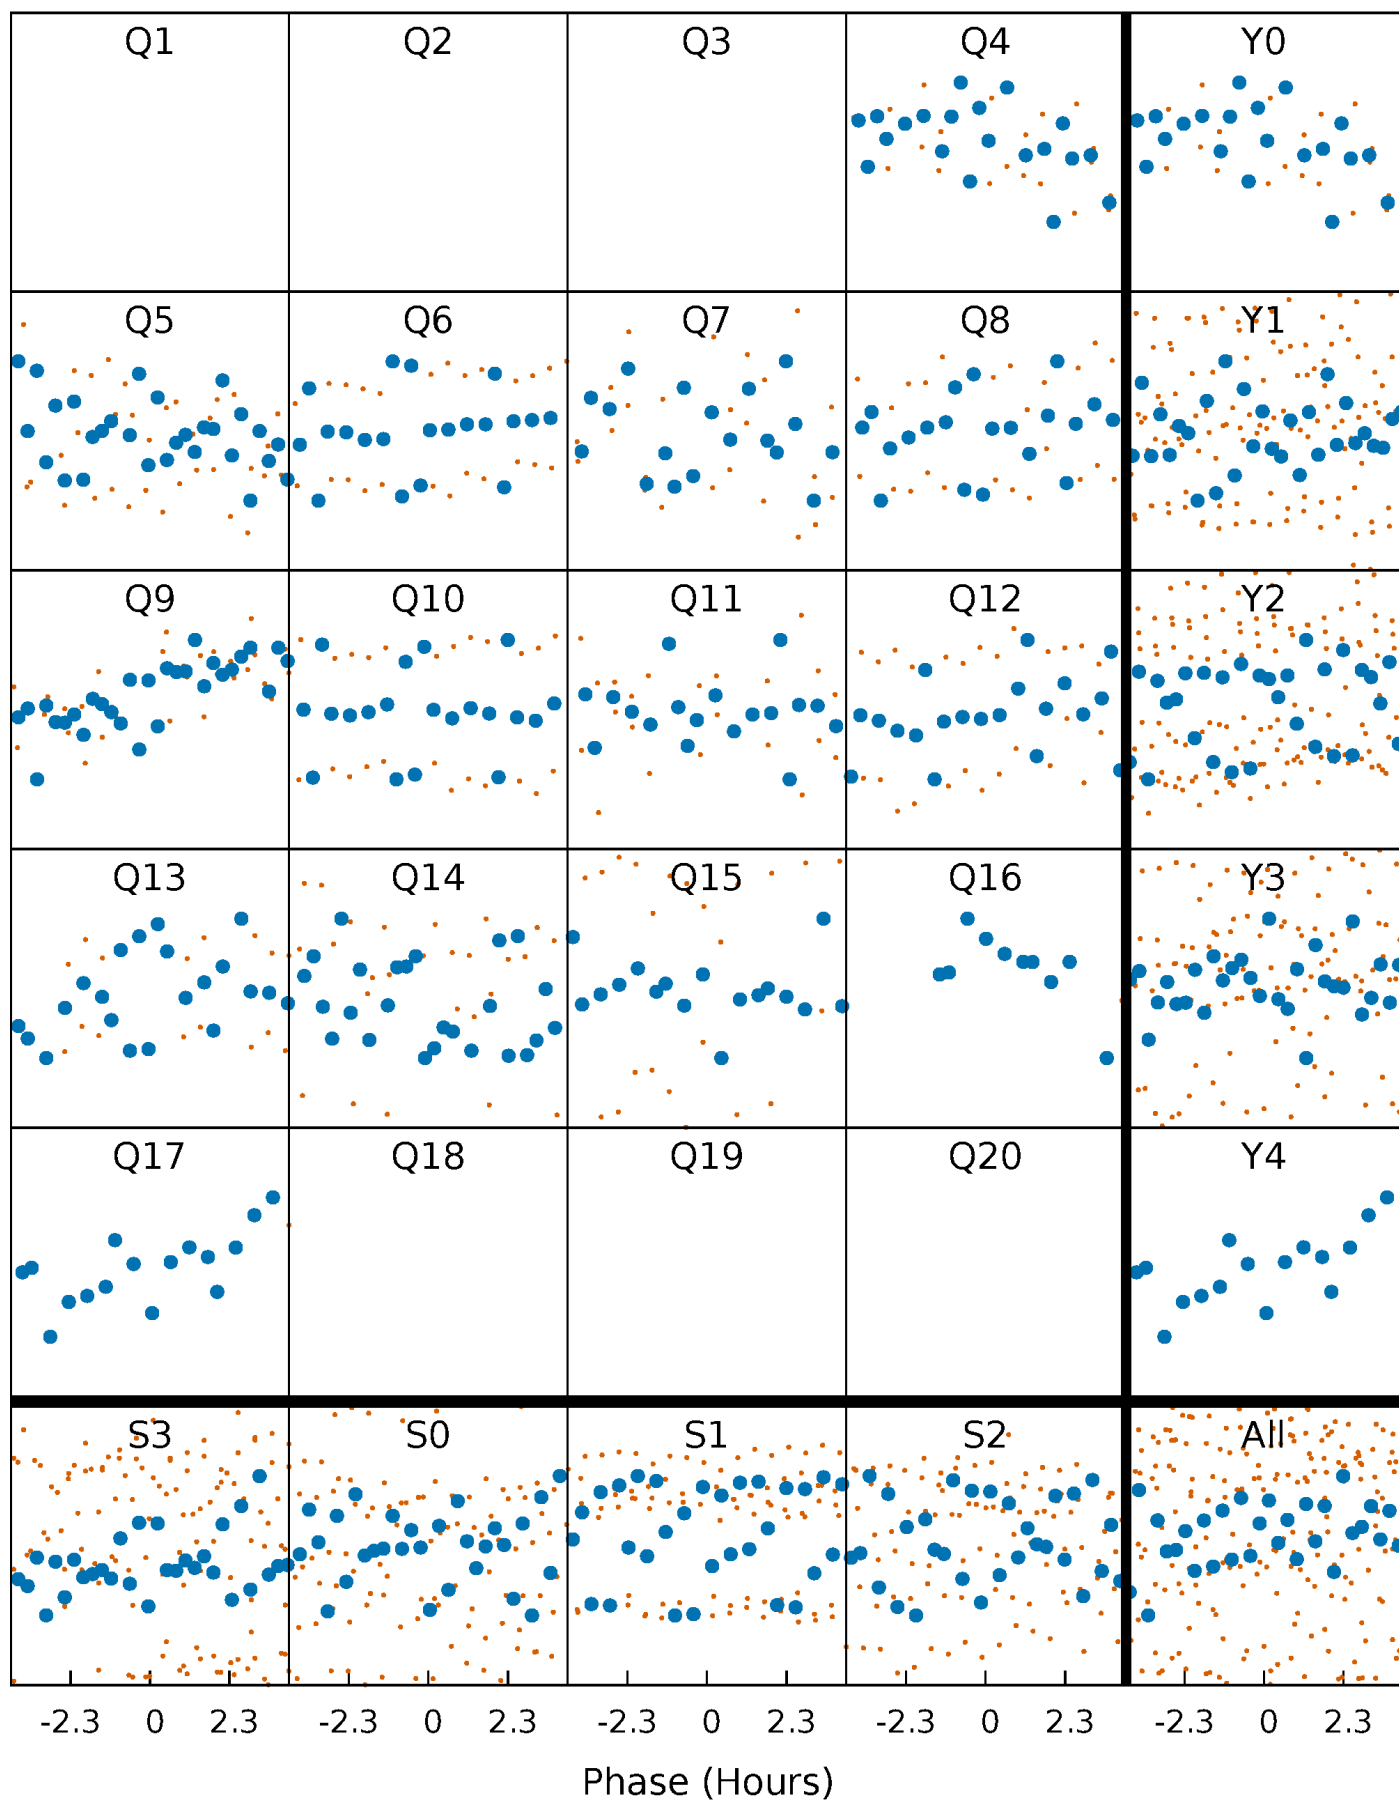 Q1 Q2 Q3 Q4 Y0
Q5 Q6 Q7 Q8 Y1
Q9 Q10 Q11 Q12 Y2
Q13 Q14 Q15 Q16 Y3
Q17 Q18 Q19 Q20 Y4
S3 S0 S1 S2 All
-2.3 0 2.3 -2.3 0 2.3 -2.3 0 2.3 -2.3 0 2.3 -2.3 0 2.3
Phase (Hours)